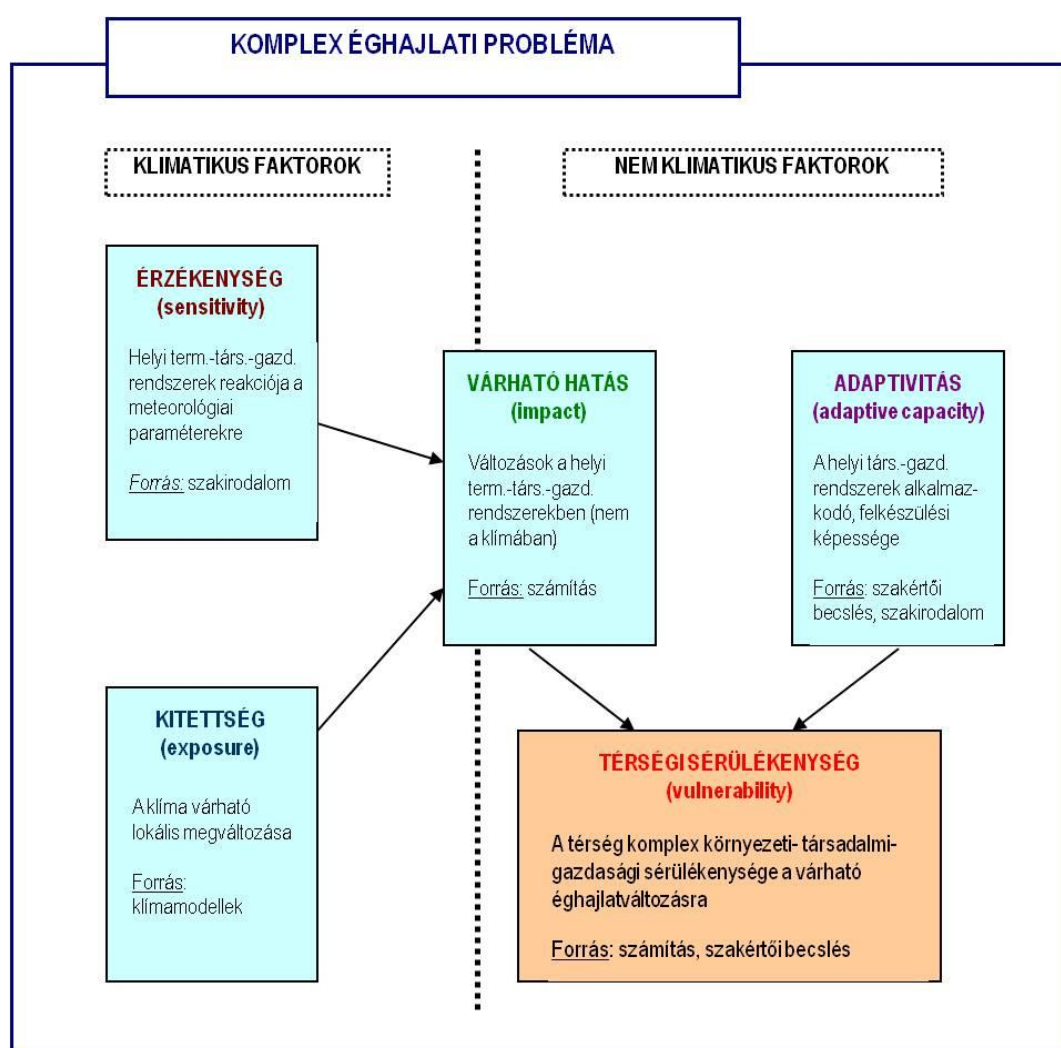 KOMPLEX ÉGHAJLATI PROBLÉMA
KLIMATIKUS FAKTOROK
NEM KLIMATIKUS FAKTOROK
ÉRZÉKENYSÉG
(sensitivity)
Helyi term.-társ.-gazd.
rendszerek reakciója a
meteorológiai
paraméterekre
Forrás: szakirodalom
VÁRHATÓ HATÁS
(impact)
Változások a helyi
term.-társ.-gazd.
rendszerekben (nem
a klímában)
Forrás: számítás
ADAPTIVITÁS
(adaptive capacity)
A helyi társ.-gazd.
rendszerek alkalmaz-
kodó, felkészülési
képessége
Forrás: szakértői
becslés, szakirodalom
KITETTSÉG
(exposure)
A klíma várható
lokális megváltozása
Forrás:
klímamodellek
TÉRSÉGI SÉRÜLÉKENYSÉG
(vulnerability)
A térség komplex környezeti- társadalmi-
gazdasági sérülékenysége a várható
éghajlatváltozásra
Forrás: számítás, szakértői becslés